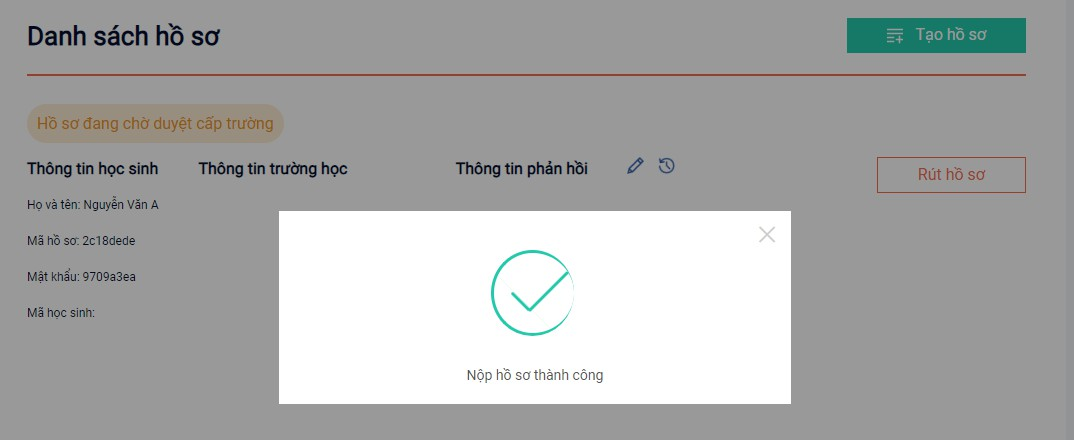 Danh sách hồ sơ
Tạo hồ sơ
Hồ sơ đang chờ duyệt cấp trường
Thông tin học sinh
Thông tin trường học
Thông tin phản hồi
Rút hồ sơ
Họ và tên: Nguyễn Văn A
Mã hồ sơ: 2c18dede
Mật khẩu: 9709a3ea
Mã học sinh:
Nộp hồ sơ thành công